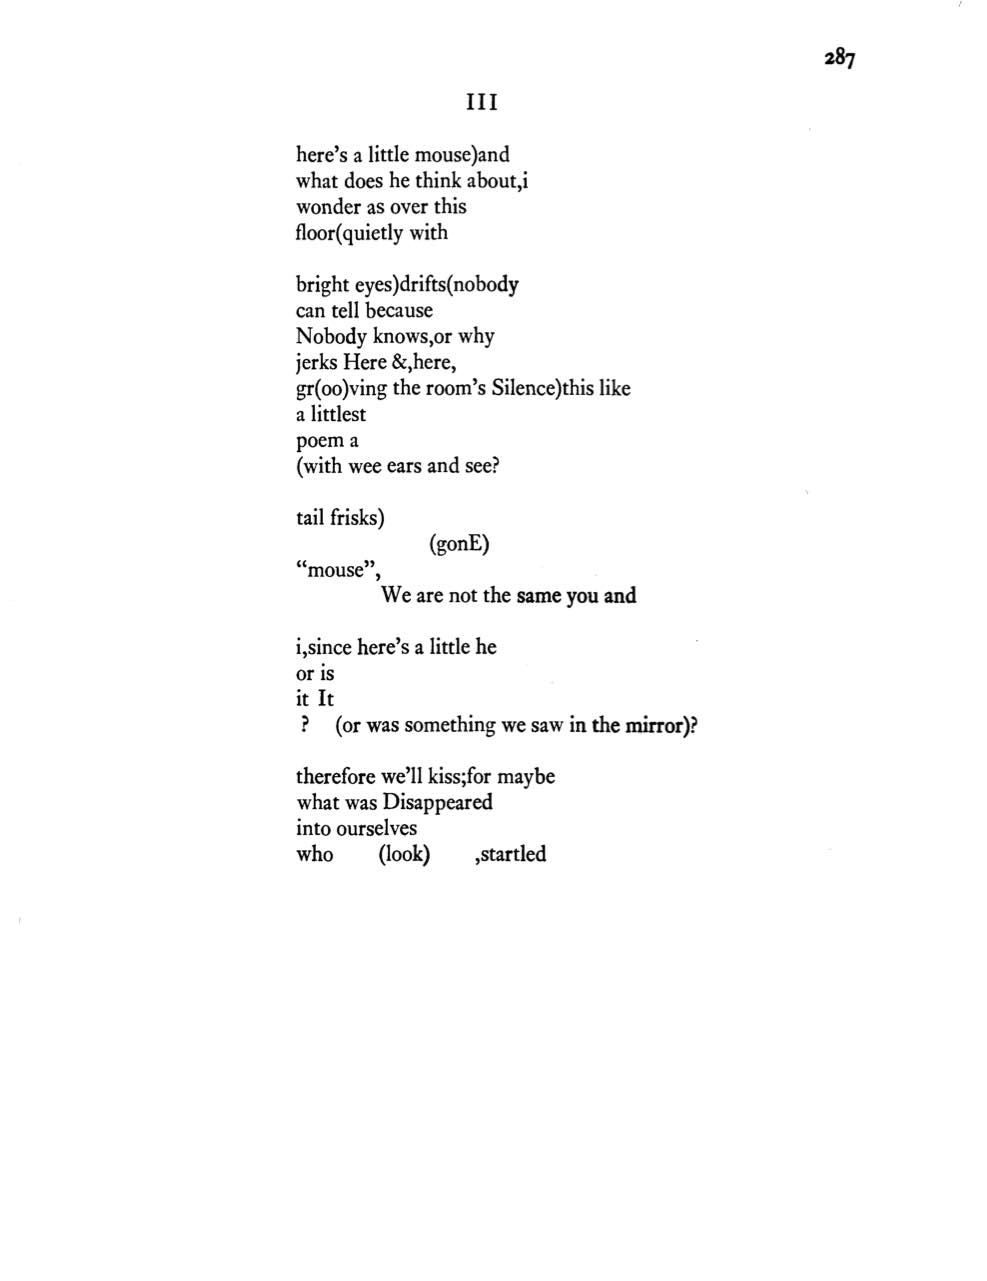 287
III
here's a little mouse)and
what does he think about,i
wonder as over this
floor(quietly with
bright eyes)drifts(nobody
can tell because
Nobody knows,or why
jerks Here &,here,
gr(oo)ving the room's Silence)this like
a littlest
poem a
(with wee ears and see?
tail frisks)
(gonE)
"mouse",
We are not the same you and
i,since here's a little he
or is
it It
? (or was something we saw in the mirror)?
therefore we'll kiss;for maybe
what was Disappeared
into ourselves
who (look) ,startled